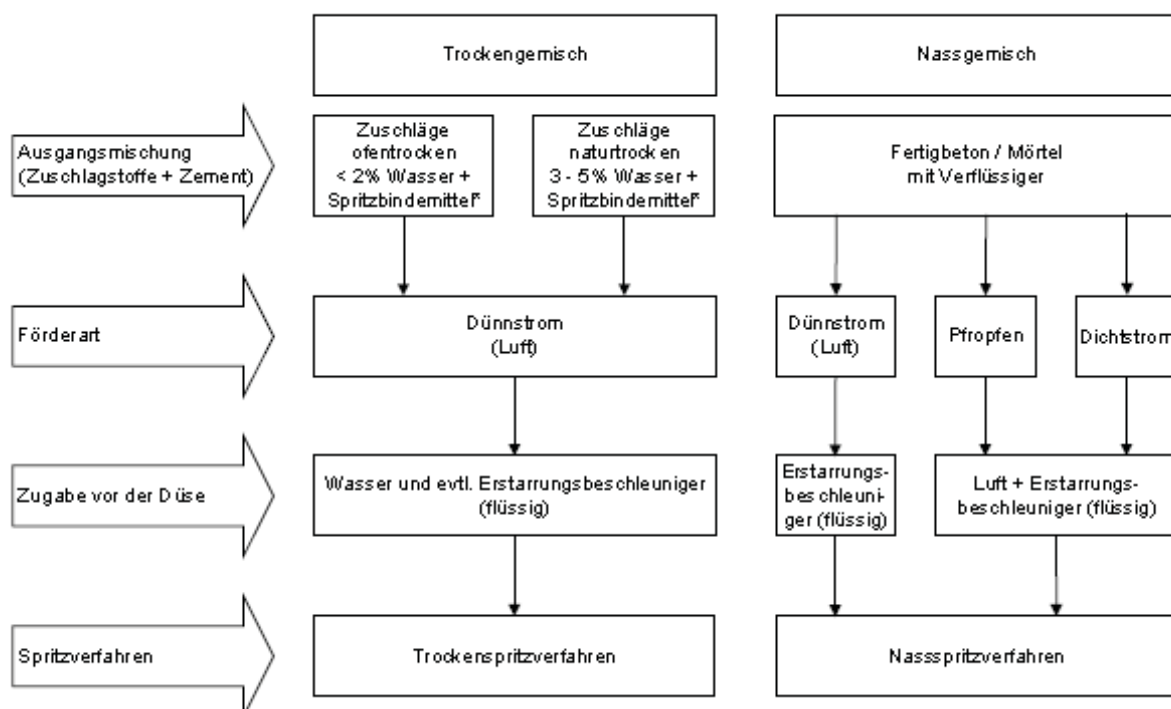 Trockengemisch
Nassgemisch
Ausgangsmischung
(Zuschlagstoffe + Zement)
Zuschläge
ofentrocken
< 2% Wasser +
Spritzbindemittel*
Zuschläge
naturtrocken
3 - 5% Wasser +
Spritzbindemittel*
Fertigbeton / Mörtel
mit Verflüssiger
Förderart
Dünnstrom
(Luft)
Dünnstrom
(Luft)
Pfropfen
Dichtstrom
Zugabe vor der Düse
Wasser und evtl. Erstarrungsbeschleuniger
(flüssig)
Erstarrungs-
beschleuni-
ger (flüssig)
Luft + Erstarrungs-
beschleuniger (flüssig)
Spritzverfahren
Trockenspritzverfahren
Nassspritzverfahren